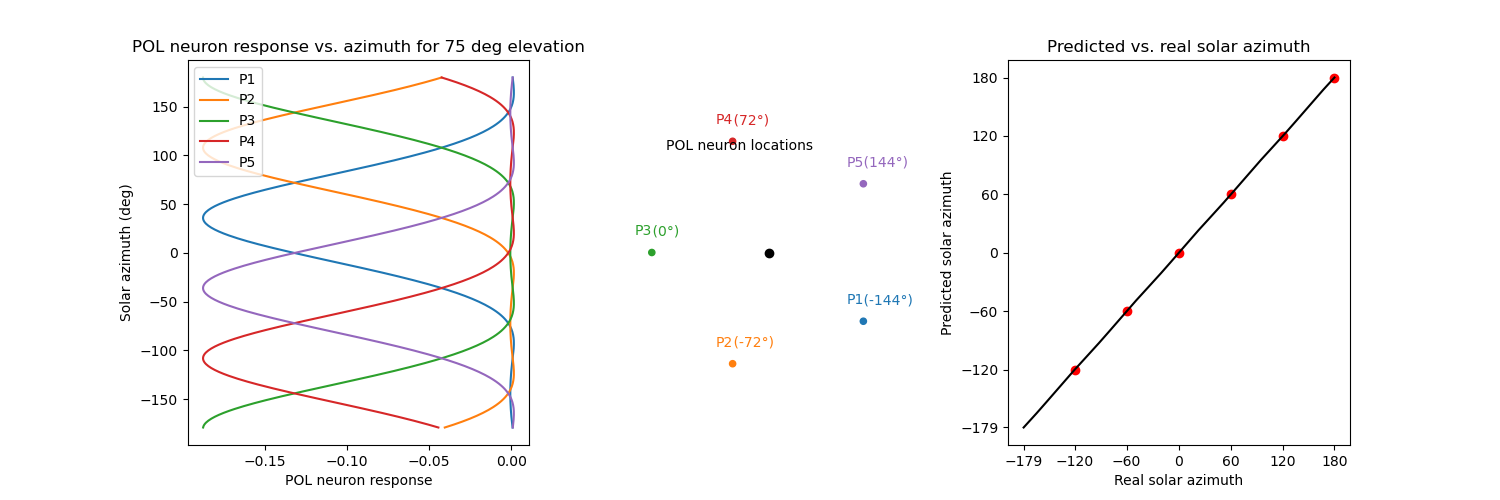 POL neuron response vs. azimuth for 75 deg elevation
P1
P2
P3
P4
P5
150
100
50
0
−50
−100
−150
Solar azimuth (deg)
−0.15
−0.10
−0.05
0.00
POL neuron response
P4(72°)
POL neuron locations
P5(144°)
P3(0°)
P1(-144°)
P2(-72°)
Predicted vs. real solar azimuth
180
120
60
0
−60
−120
−179
Predicted solar azimuth
−179
−120
−60
0
60
120
180
Real solar azimuth